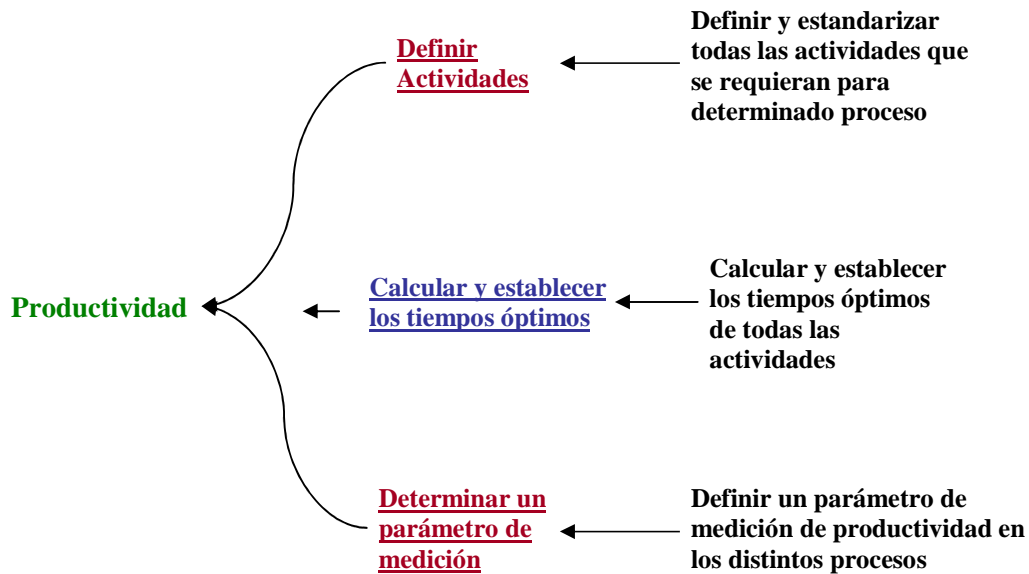 Definir
Actividades
Definir y estandarizar
todas las actividades que
se requieran para
determinado proceso
Productividad
Calcular y establecer
los tiempos óptimos
Calcular y establecer
los tiempos óptimos
de todas las
actividades
Determinar un
parámetro de
medición
Definir un parámetro de
medición de productividad en
los distintos procesos